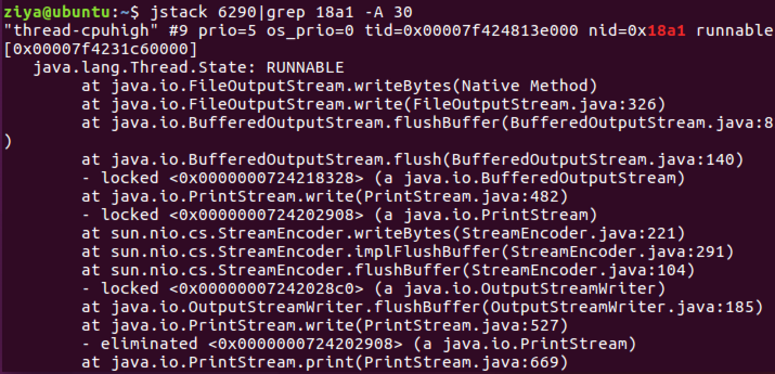 ziya@ubuntu:~$ jstack 6290|grep 18a1 -A 30
"thread-cpuhigh" #9 prio=5 os_prio=0 tid=0x00007f424813e000 nid=0x18a1 runnable
[0x00007f4231c60000]
   java.lang.Thread.State: RUNNABLE
        at java.io.FileOutputStream.writeBytes(Native Method)
        at java.io.FileOutputStream.write(FileOutputStream.java:326)
        at java.io.BufferedOutputStream.flushBuffer(BufferedOutputStream.java:8
)
        at java.io.BufferedOutputStream.flush(BufferedOutputStream.java:140)
        - locked <0x0000000724218328> (a java.io.BufferedOutputStream)
        at java.io.PrintStream.write(PrintStream.java:482)
        - locked <0x0000000724202908> (a java.io.PrintStream)
        at sun.nio.cs.StreamEncoder.writeBytes(StreamEncoder.java:221)
        at sun.nio.cs.StreamEncoder.implFlushBuffer(StreamEncoder.java:291)
        at sun.nio.cs.StreamEncoder.flushBuffer(StreamEncoder.java:104)
        - locked <0x00000007242028c0> (a java.io.OutputStreamWriter)
        at java.io.OutputStreamWriter.flushBuffer(OutputStreamWriter.java:185)
        at java.io.PrintStream.write(PrintStream.java:527)
        - eliminated <0x0000000724202908> (a java.io.PrintStream)
        at java.io.PrintStream.print(PrintStream.java:669)